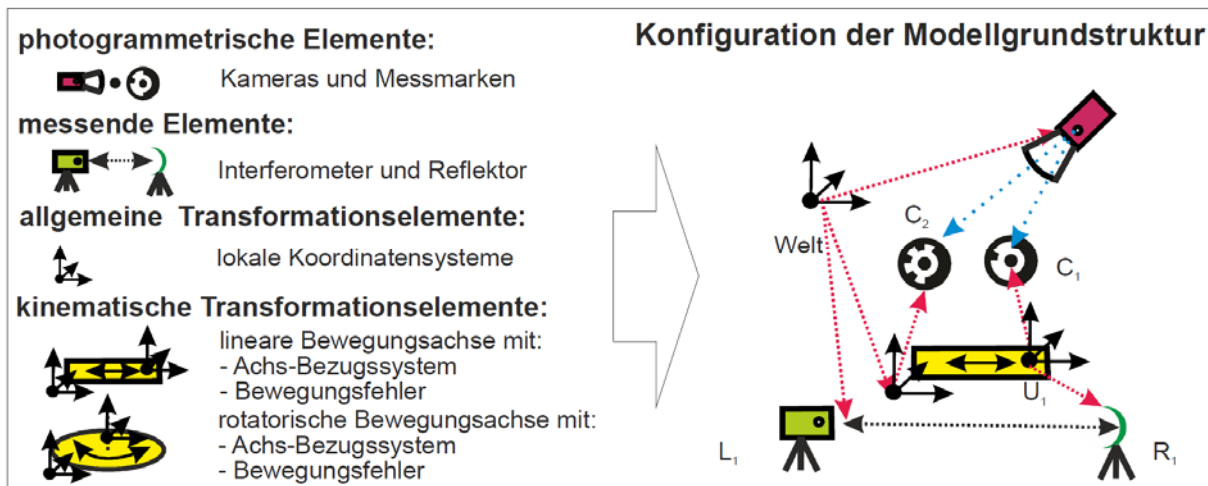 photogrammetrische Elemente:
Kameras und Messmarken
messende Elemente:
Interferometer und Reflektor
allgemeine Transformationselemente:
lokale Koordinatensysteme
kinematische Transformationselemente:
lineare Bewegungsachse mit:
- Achs-Bezugssystem
- Bewegungsfehler
rotatorische Bewegungsachse mit:
- Achs-Bezugssystem
- Bewegungsfehler
Konfiguration der Modellgrundstruktur
Welt
C₂
C₁
U₁
L₁
R₁